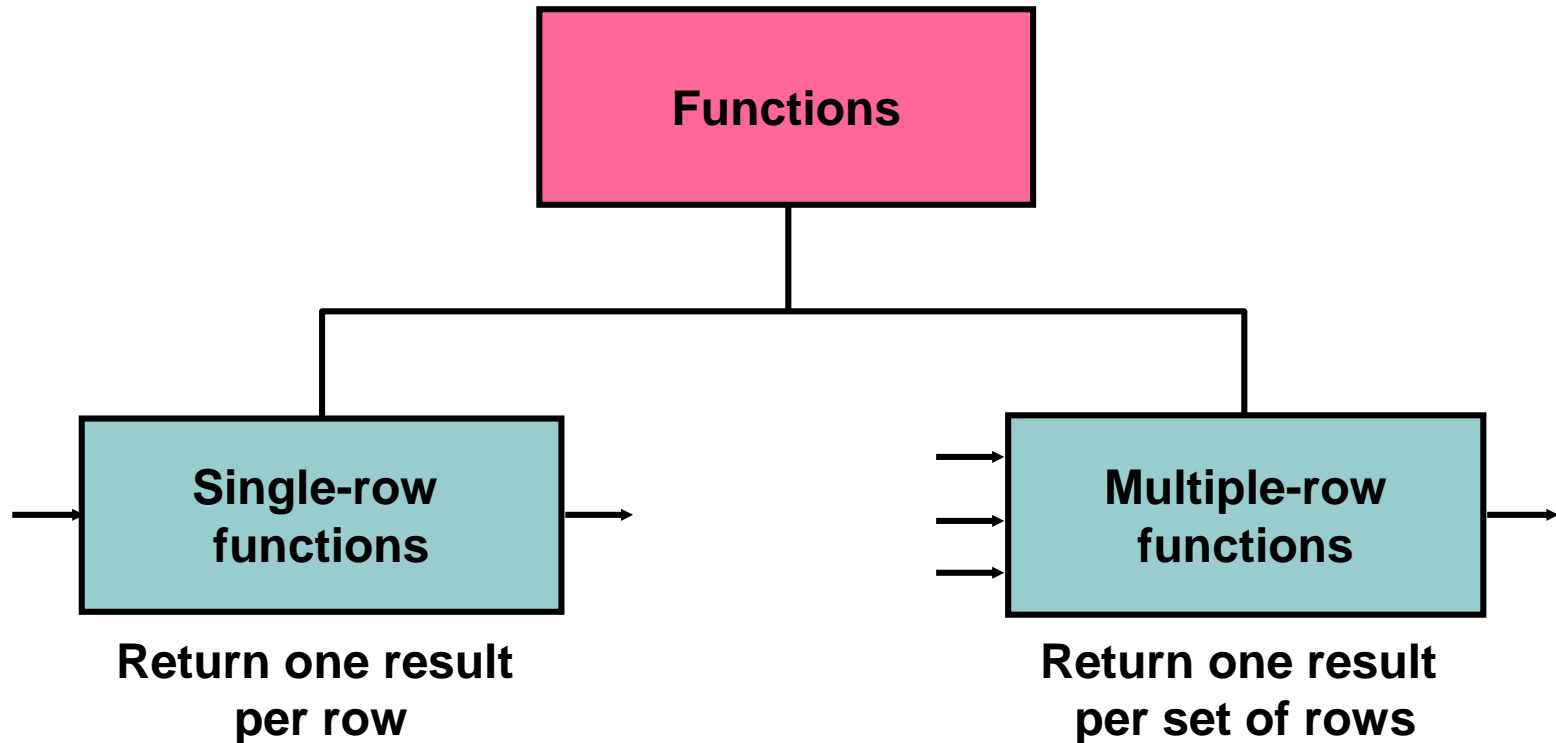 Functions
Single-row
functions
Return one result
per row
Multiple-row
functions
Return one result
per set of rows